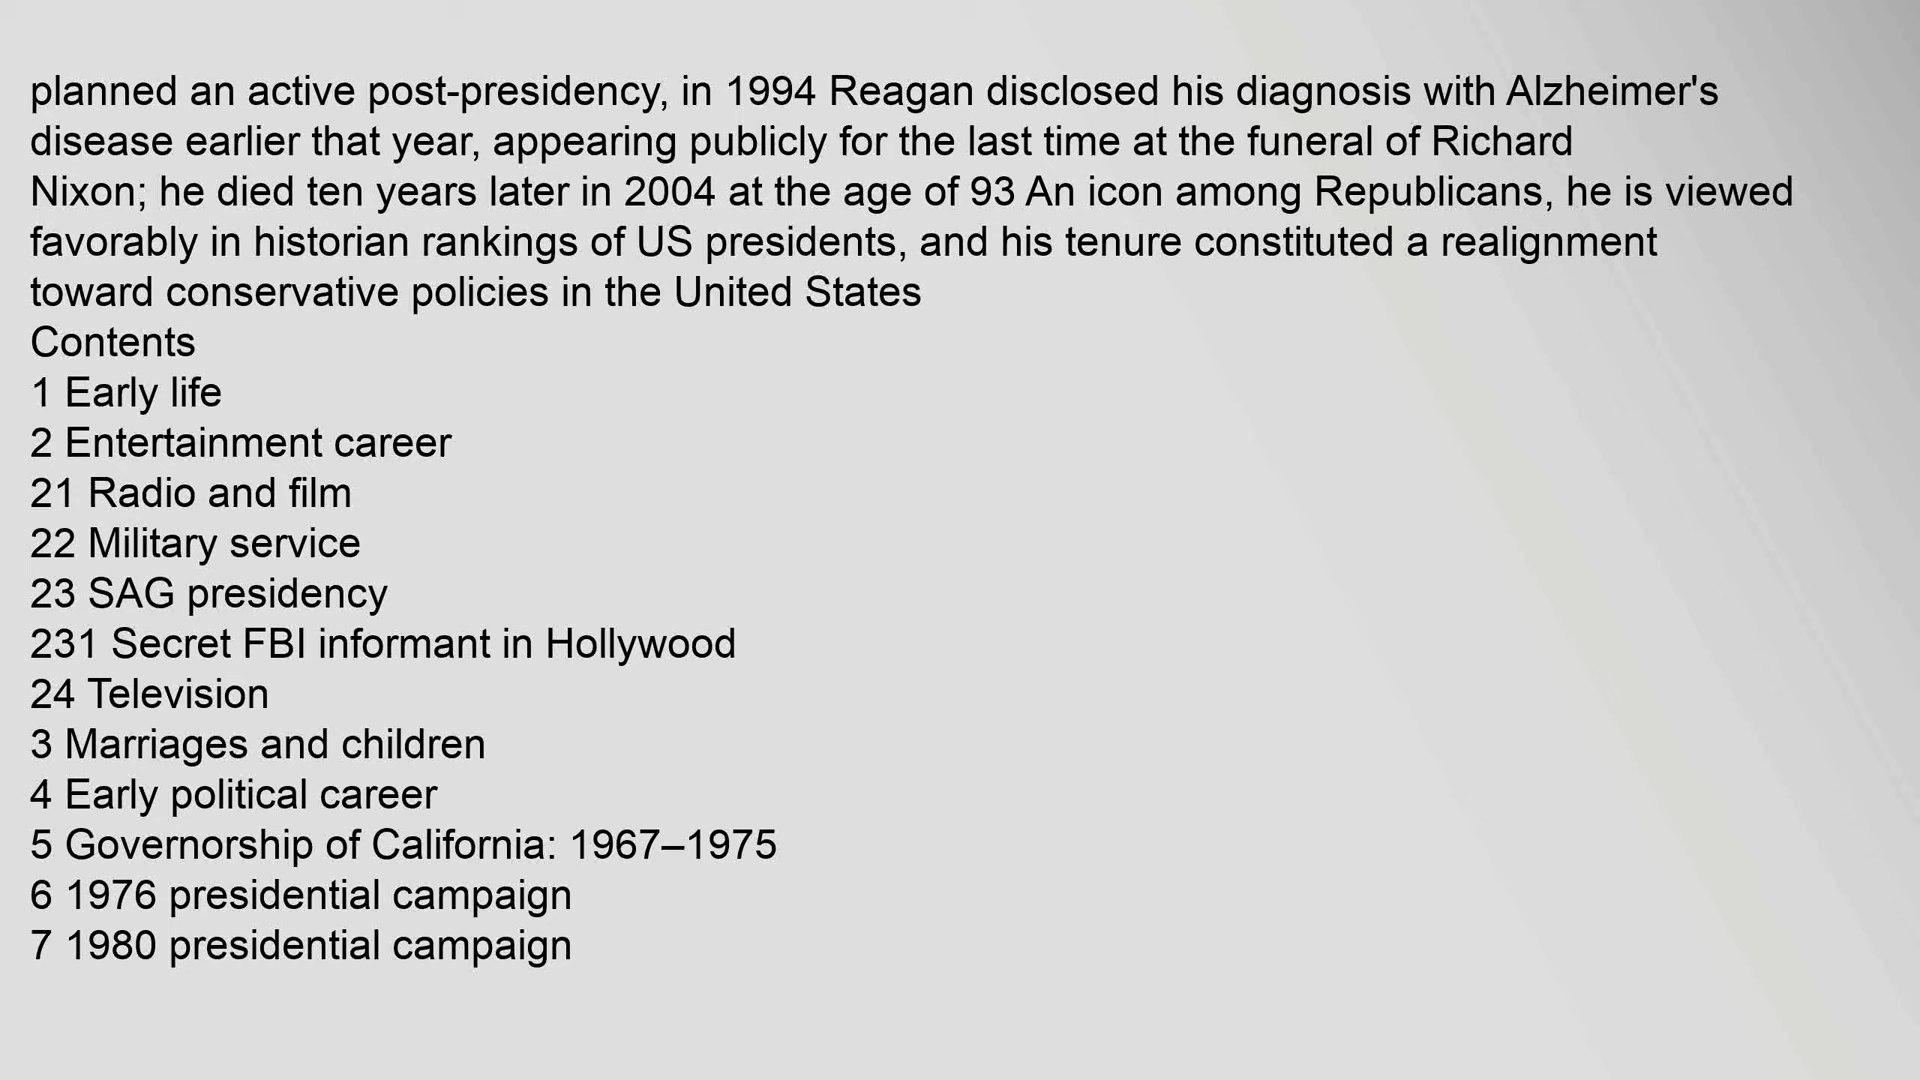 planned an active post-presidency, in 1994 Reagan disclosed his diagnosis with Alzheimer's
disease earlier that year, appearing publicly for the last time at the funeral of Richard
Nixon; he died ten years later in 2004 at the age of 93 An icon among Republicans, he is viewed
favorably in historian rankings of US presidents, and his tenure constituted a realignment
toward conservative policies in the United States
Contents
1 Early life
2 Entertainment career
21 Radio and film
22 Military service
23 SAG presidency
231 Secret FBI informant in Hollywood
24 Television
3 Marriages and children
4 Early political career
5 Governorship of California: 1967–1975
6 1976 presidential campaign
7 1980 presidential campaign